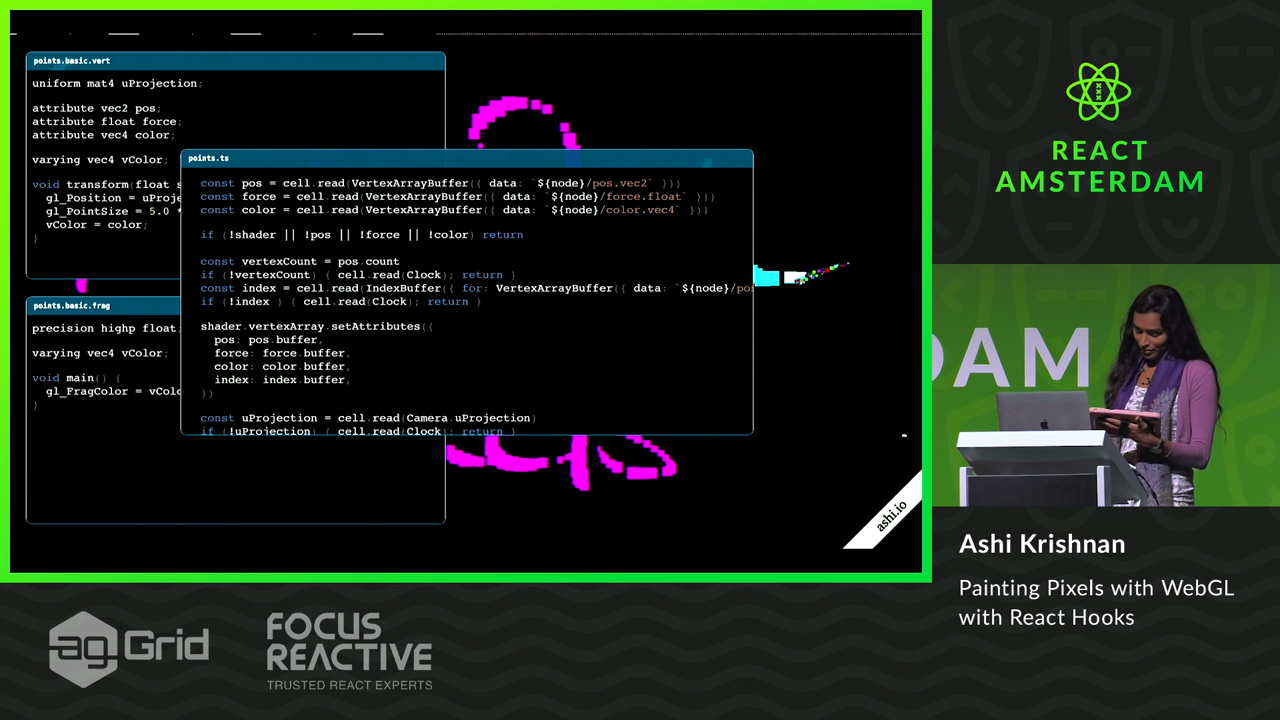 points.basic.vert
uniform mat4 uProjection;
attribute vec2 pos;
attribute float force;
attribute vec4 color;
varying vec4 vColor;
void transform(float
gl_Position = uProje
gl_PointSize = 5.0 *
vColor = color;
}
points.basic.frag
precision highp float;
varying vec4 vColor;
void main() {
gl_FragColor = vColo
}
points.ts
const pos = cell.read(VertexArrayBuffer({ data: `${node}/pos.vec2` }))
const force = cell.read(VertexArrayBuffer({ data: `${node}/force.float` }))
const color = cell.read(VertexArrayBuffer({ data: `${node}/color.vec4` }))
if (!shader || !pos || !force || !color) return
const vertexCount = pos.count
if (!vertexCount) { cell.read(Clock); return }
const index = cell.read(IndexBuffer({ for: VertexArrayBuffer({ data: `${node}/pos
if (!index ) { cell.read(Clock); return }
shader.vertexArray.setAttributes({
pos: pos.buffer,
force: force.buffer,
color: color.buffer,
index: index.buffer,
})
const uProjection = cell.read(Camera.uProjection)
if (!uProjection) { cell.read(Clock); return }
ashi.io
REACT
AMSTERDAM
DAM
Ashi Krishnan
Painting Pixels with WebGL
with React Hooks
ag Grid
FOCUS
REACTIVE
TRUSTED REACT EXPERTS